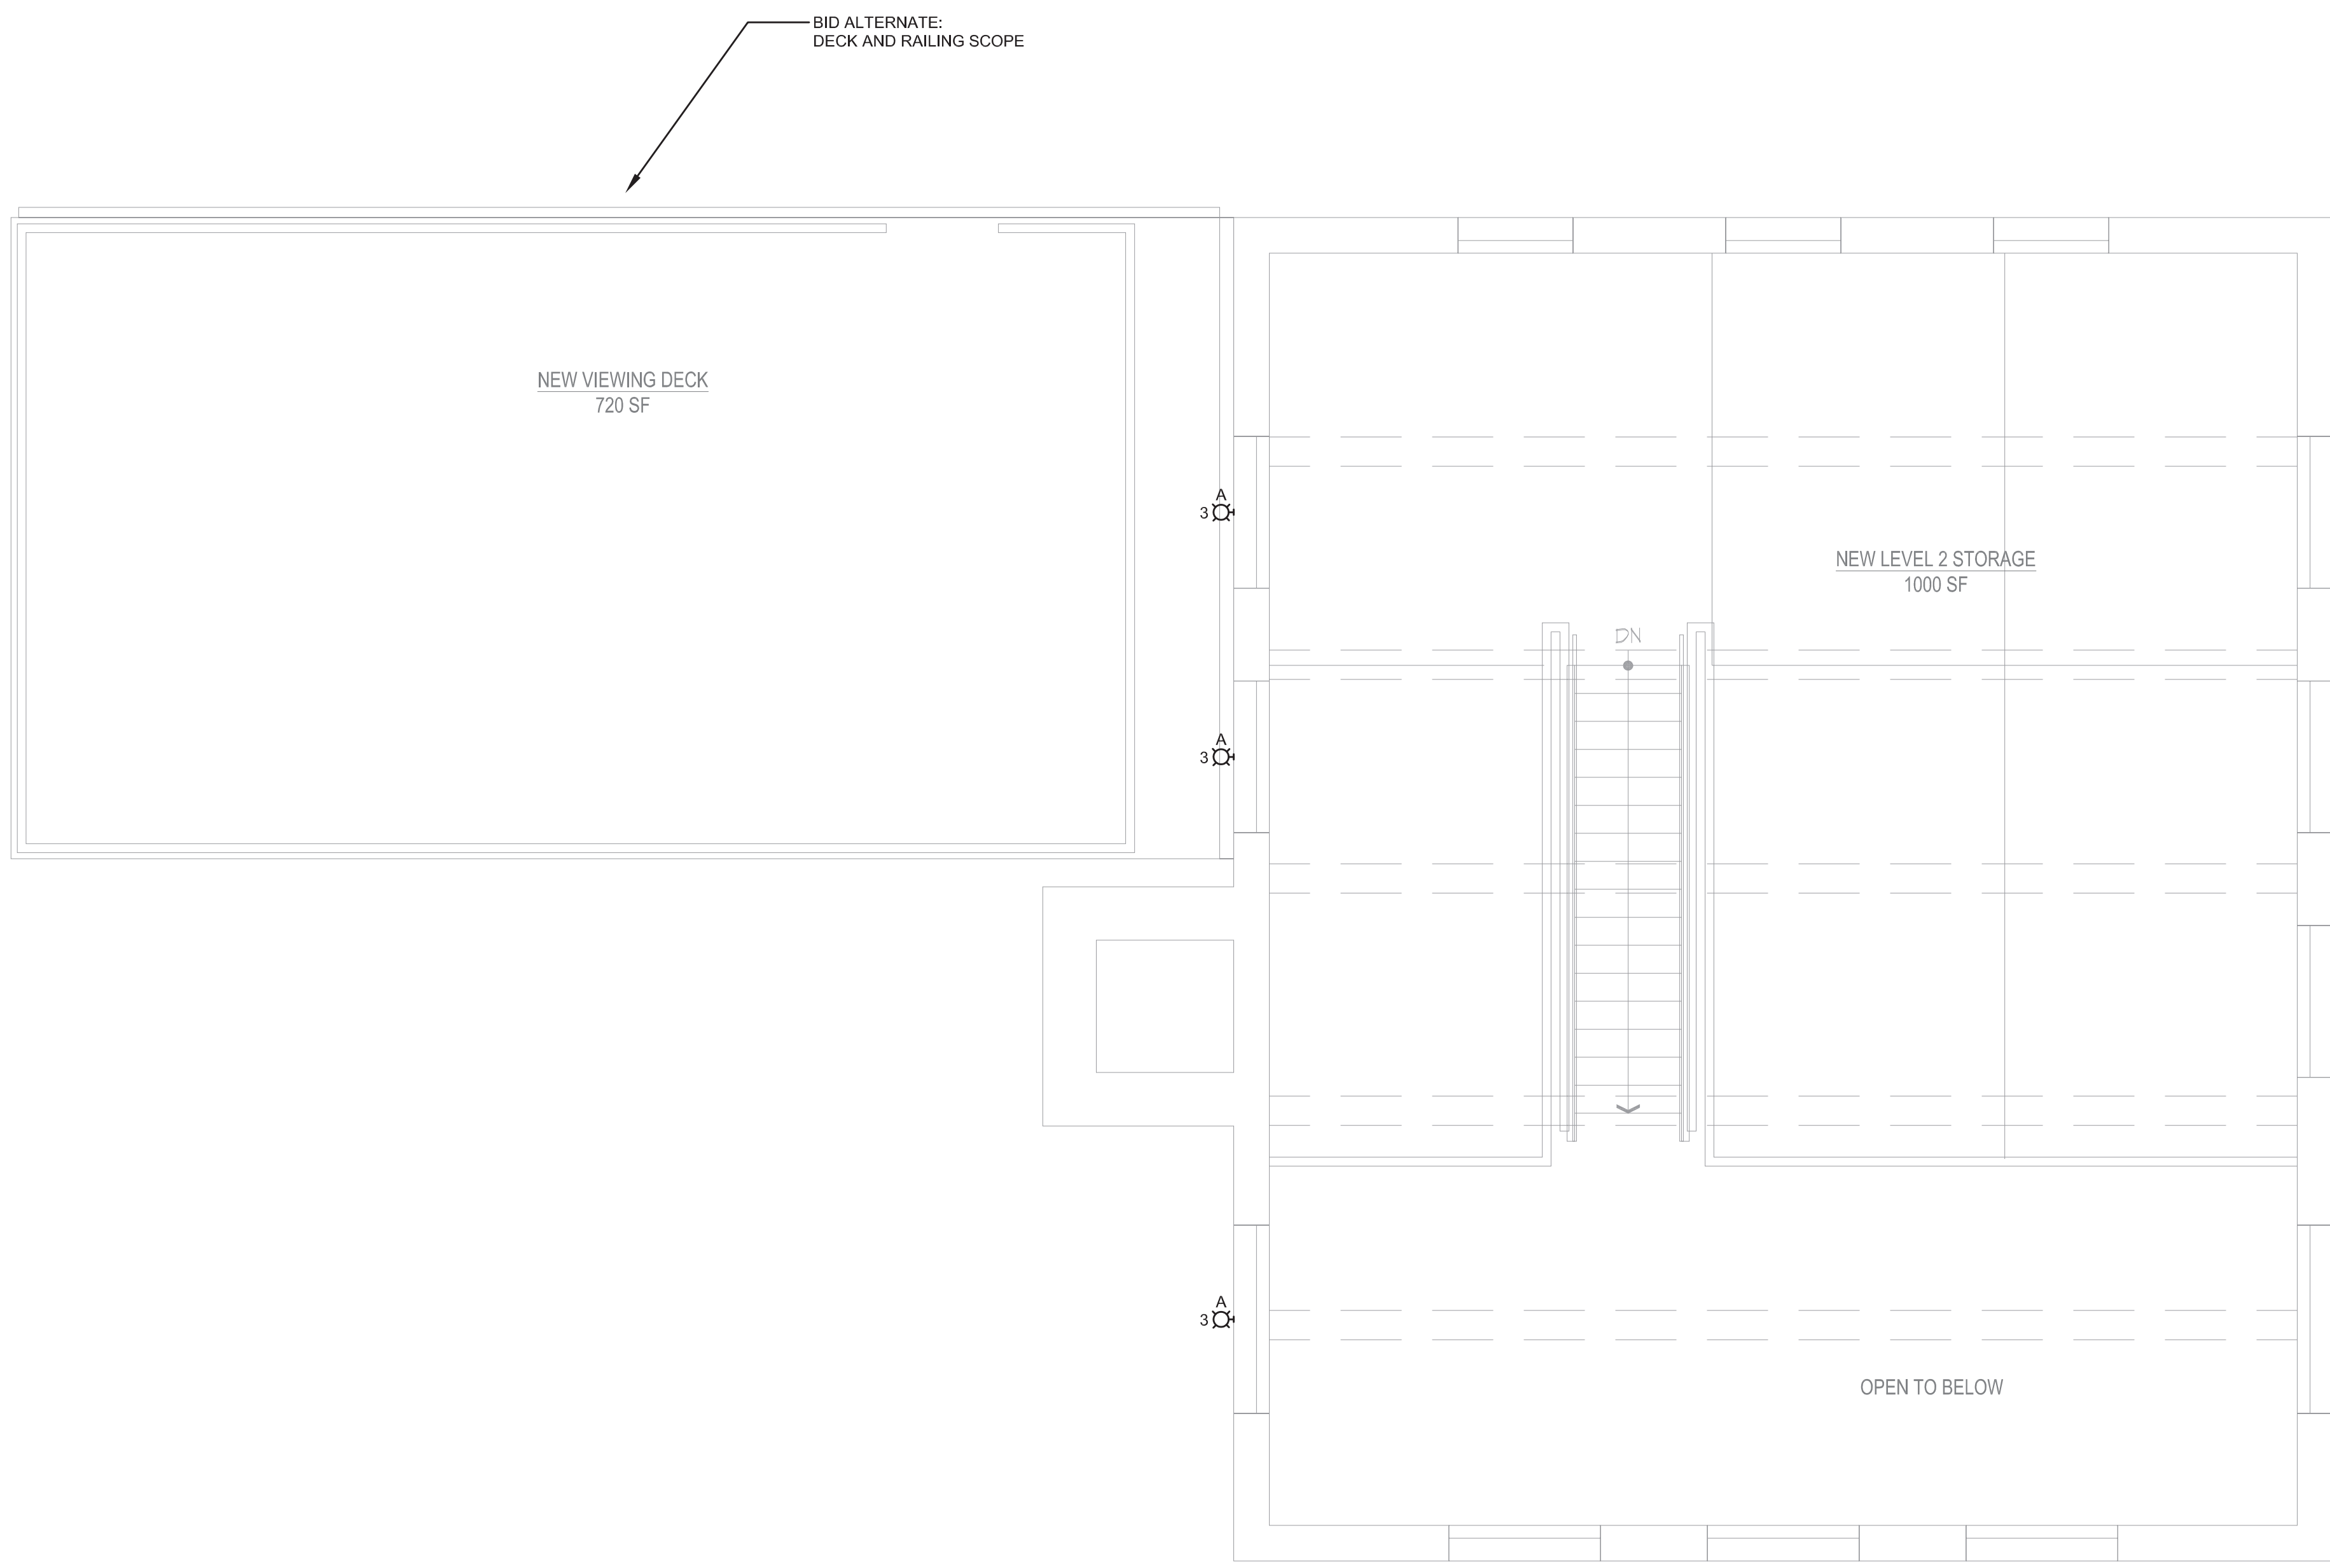 BID ALTERNATE:
DECK AND RAILING SCOPE
NEW VIEWING DECK
720 SF
A
3
NEW LEVEL 2 STORAGE
1000 SF
DN
A
3
A
3
OPEN TO BELOW